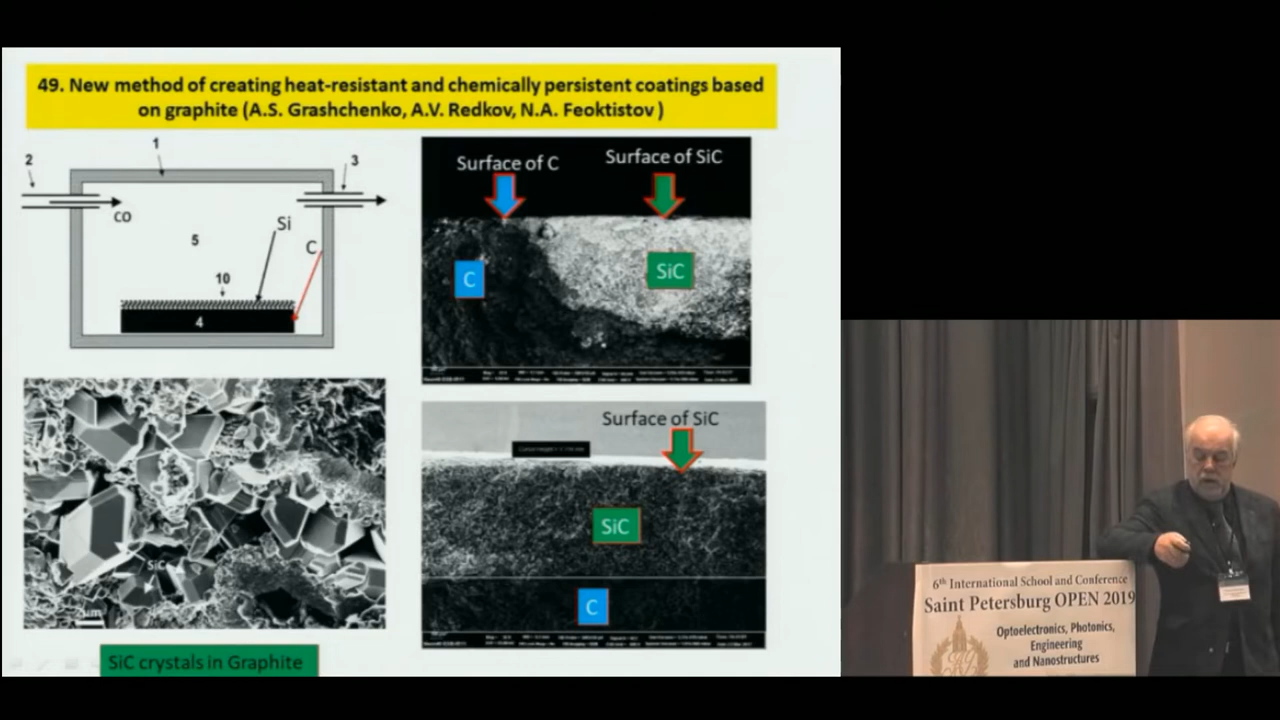 49. New method of creating heat-resistant and chemically persistent coatings based
on graphite (A.S. Grashchenko, A.V. Redkov, N.A. Feoktistov )
1
2
3
CO
Si
5
C
10
4
Surface of C
Surface of SiC
C
SiC
SiC
SiC crystals in Graphite
Surface of SiC
SiC
C
6th International School and Conference
Saint Petersburg OPEN 2019
Optoelectronics, Photonics,
Engineering
and Nanostructures